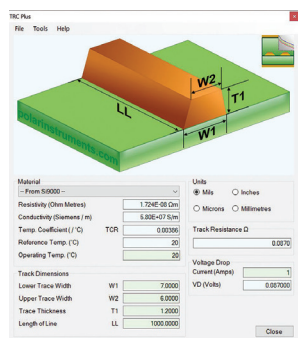 TRC Plus
File Tools Help
W2
T1
LL
W1
polarinstruments.com
Material
-- From Si9000 --
Resistivity (Ohm Metres) 1.724E-08 Ωm
Conductivity (Siemens / m) 5.80E+07 S/m
Temp. Coefficient (/ °C) TCR 0.00386
Reference Temp. (°C) 20
Operating Temp. (°C) 20
Track Dimensions
Lower Trace Width W1 7.0000
Upper Trace Width W2 6.0000
Trace Thickness T1 1.2000
Length of Line LL 1000.0000
Units
Mils Inches
Microns Millimetres
Track Resistance Ω
0.0870
Voltage Drop
Current (Amps) 1
VD (Volts) 0.087000
Close